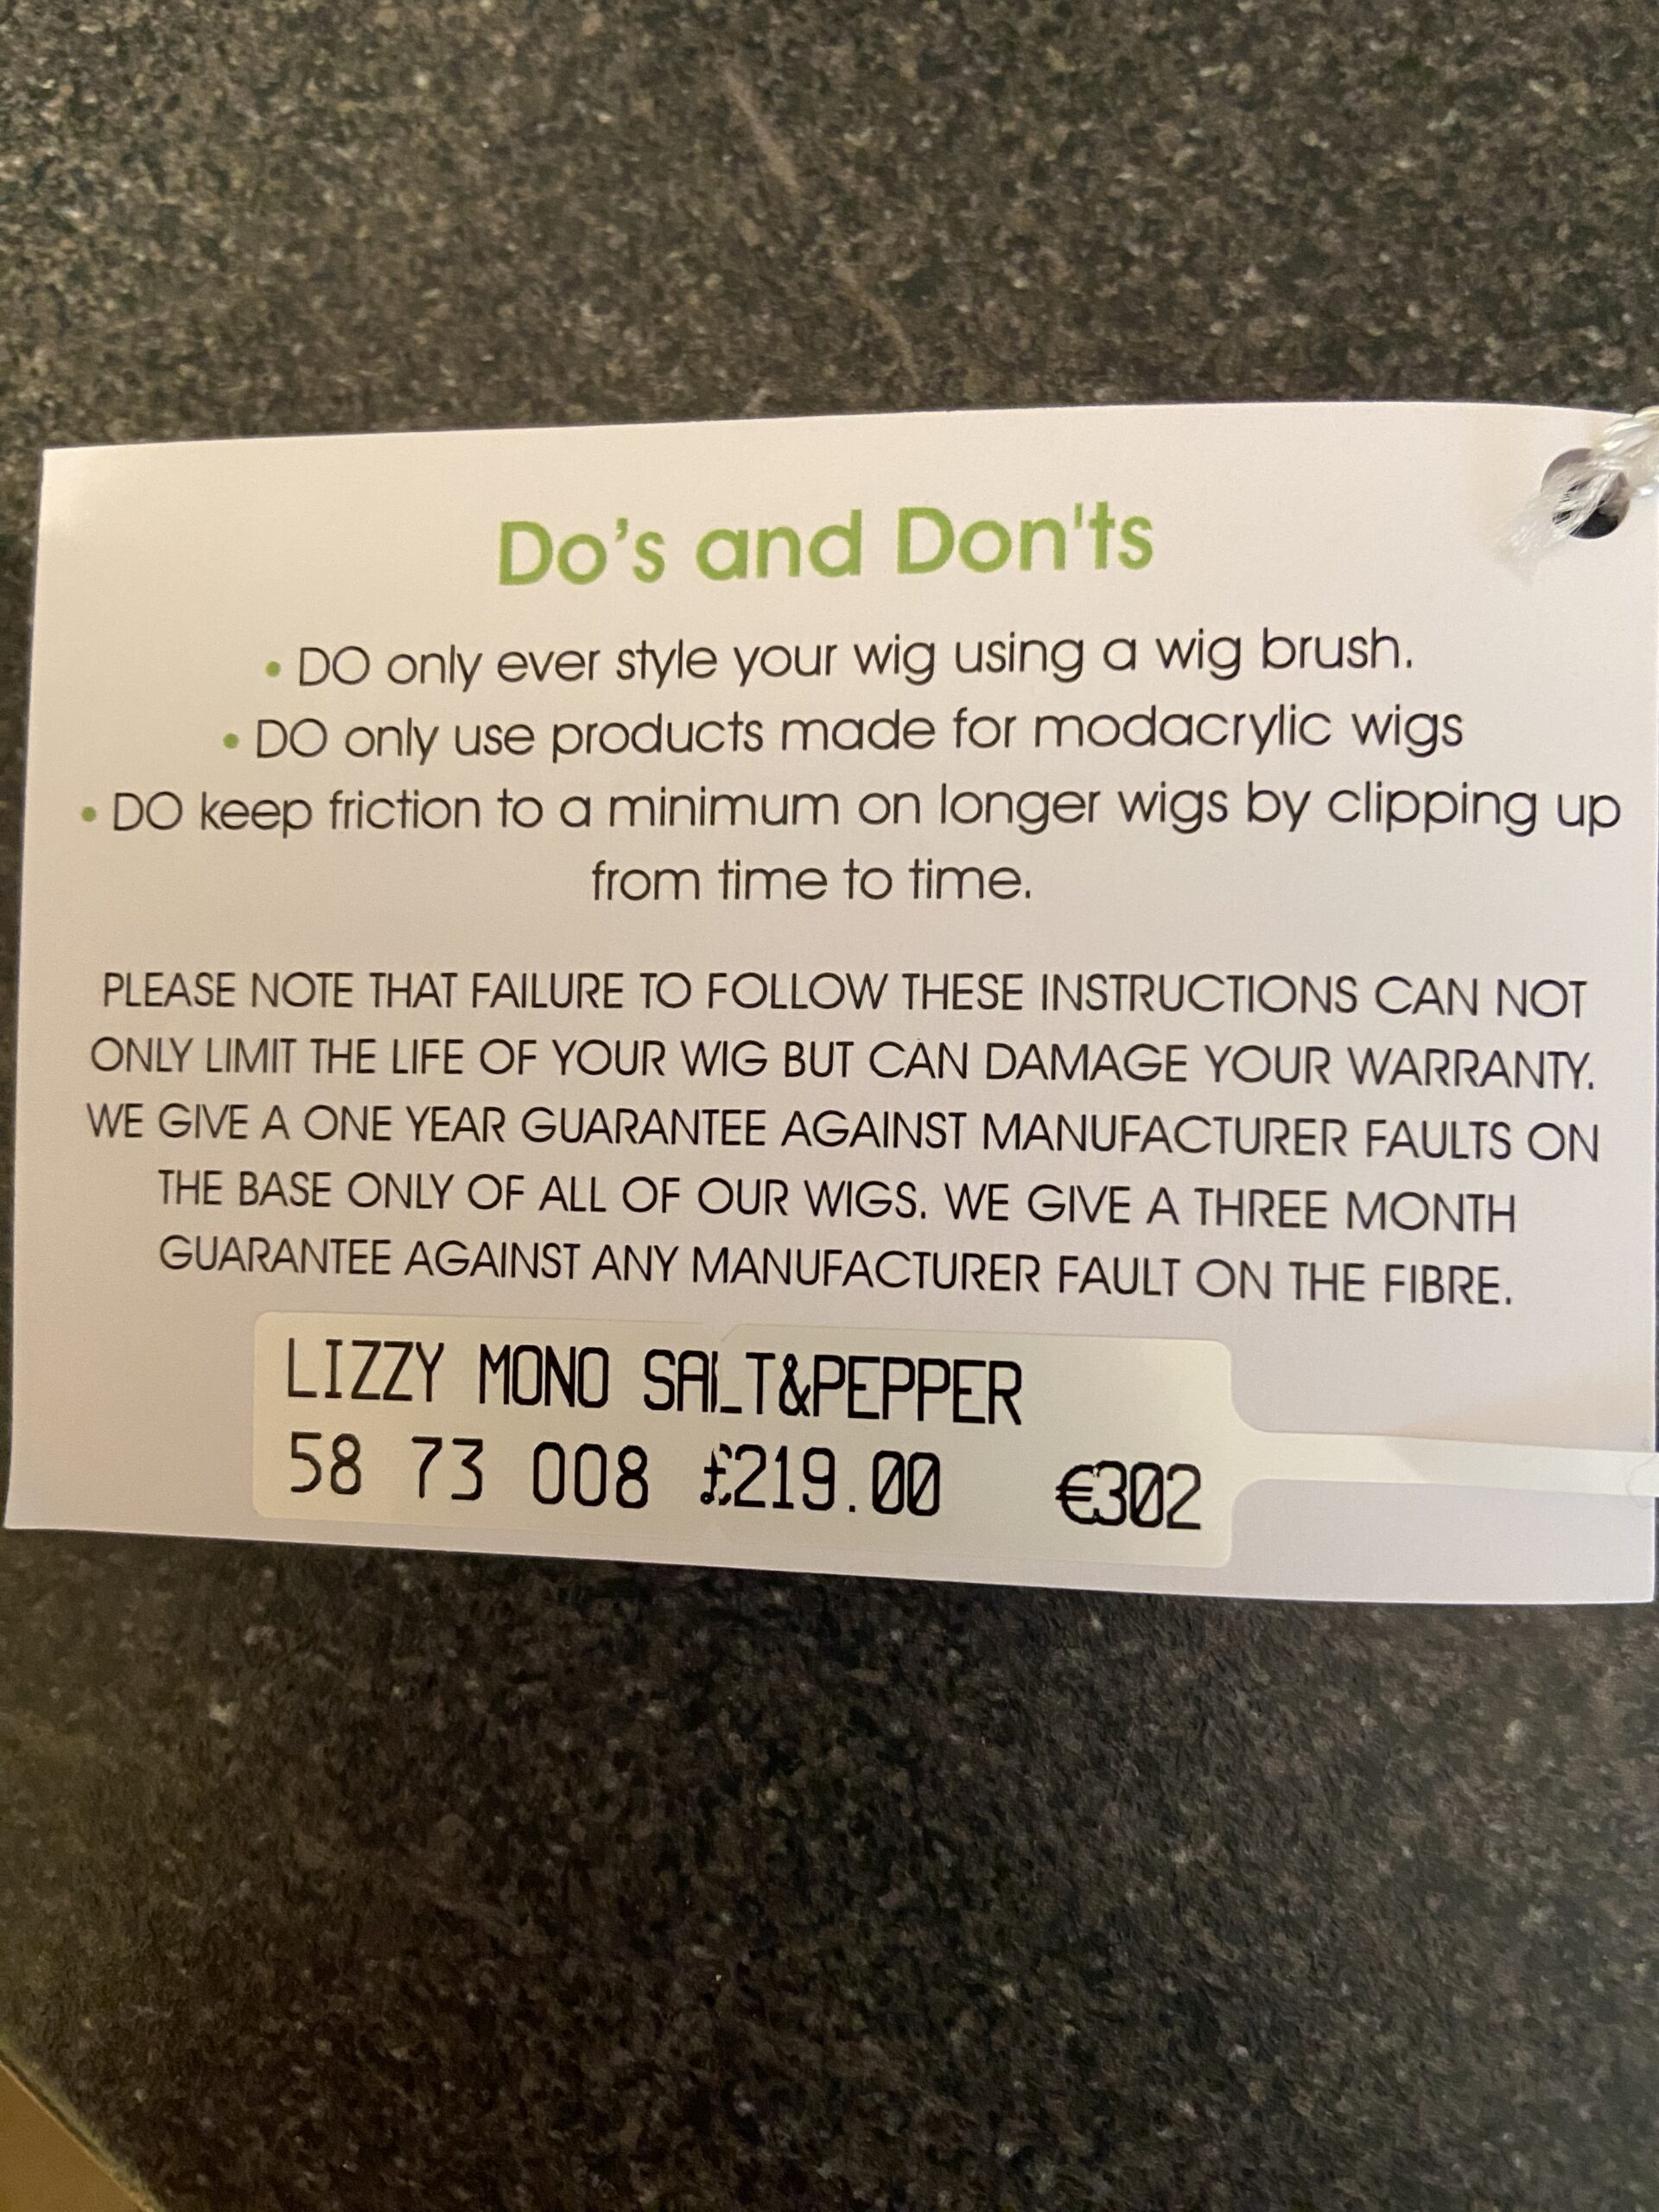 Do's and Don'ts
• DO only ever style your wig using a wig brush.
• DO only use products made for modacrylic wigs
• DO keep friction to a minimum on longer wigs by clipping up
from time to time.
PLEASE NOTE THAT FAILURE TO FOLLOW THESE INSTRUCTIONS CAN NOT
ONLY LIMIT THE LIFE OF YOUR WIG BUT CAN DAMAGE YOUR WARRANTY.
WE GIVE A ONE YEAR GUARANTEE AGAINST MANUFACTURER FAULTS ON
THE BASE ONLY OF ALL OF OUR WIGS. WE GIVE A THREE MONTH
GUARANTEE AGAINST ANY MANUFACTURER FAULT ON THE FIBRE.
LIZZY MONO SALT&PEPPER
58 73 008 £219.00 €302